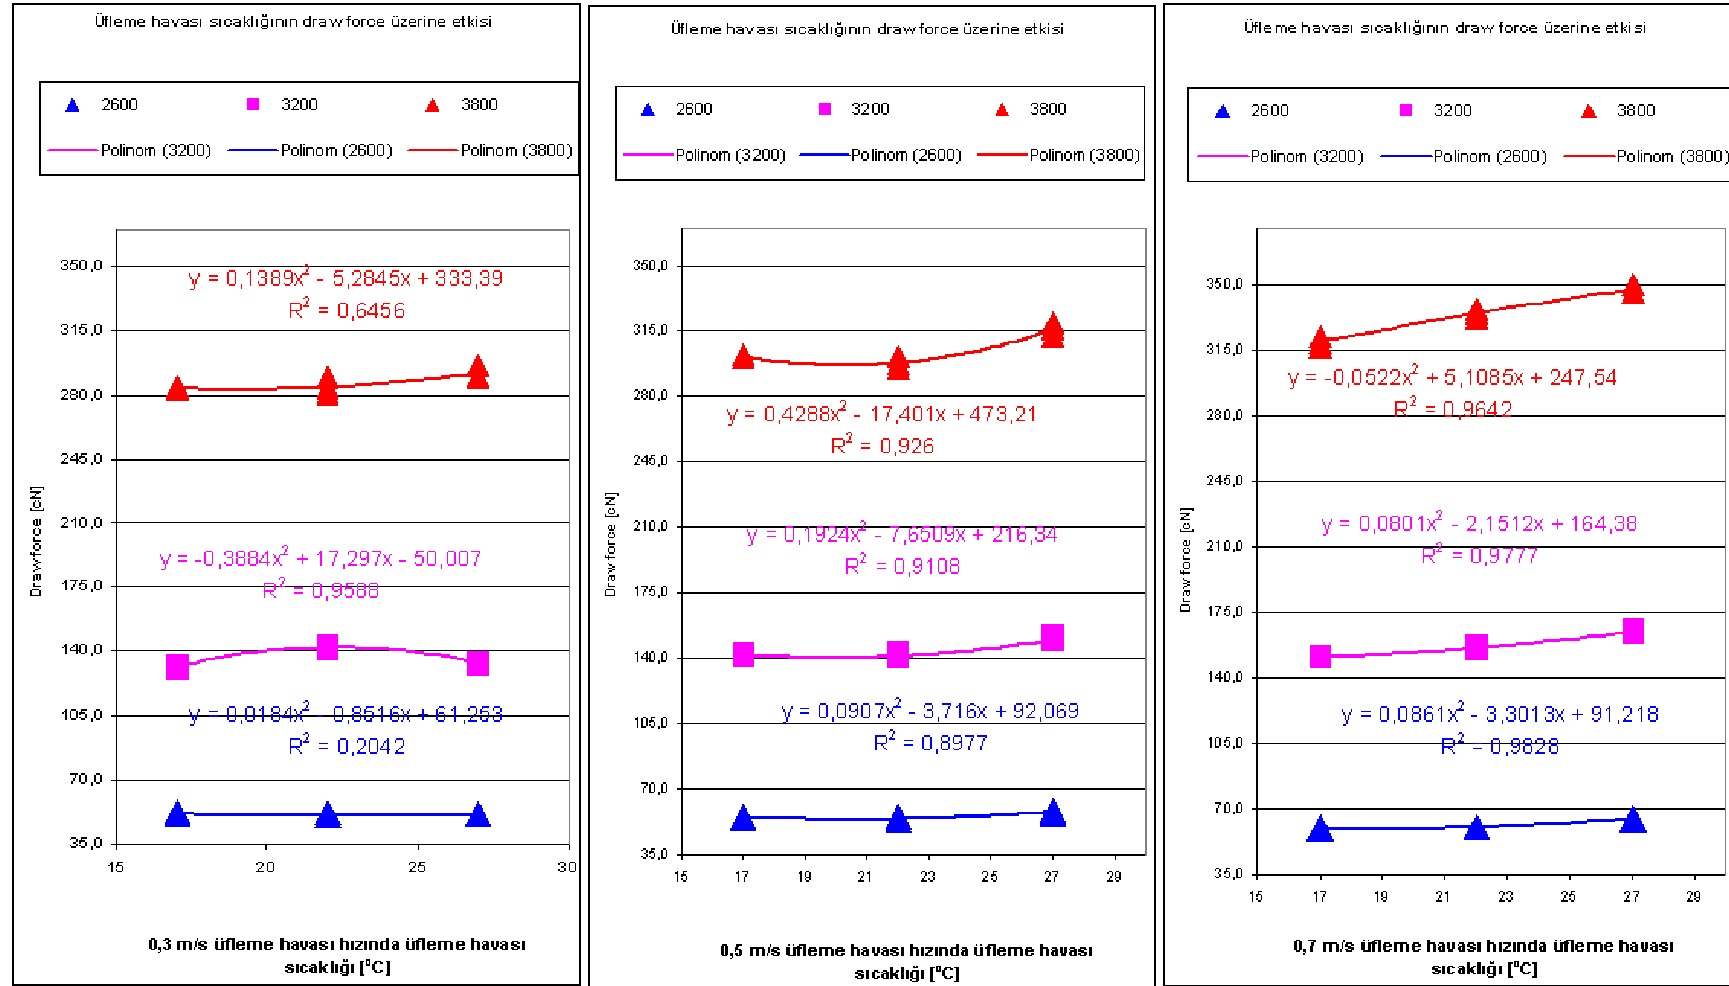 Üfleme havası sıcaklığının drawforce üzerine etkisi
2600 3200 3800
Polinom (3200) Polinom (2600) Polinom (3800)
350,0
y = 0,1389x² - 5,2845x + 333,39
R² = 0,6456
315,0
280,0
245,0
Drawforce [cN]
210,0
y = -0,3884x² + 17,297x - 50,007
R² = 0,9588
175,0
140,0
105,0
y = 0,0184x² - 0,8516x + 61,253
R² = 0,2042
70,0
35,0
15 20 25 30
0,3 m/s üfleme havası hızında üfleme havası
sıcaklığı [⁰C]
Üfleme havası sıcaklığının drawforce üzerine etkisi
2600 3200 3800
Polinom (3200) Polinom (2600) Polinom (3800)
350,0
315,0
280,0
y = 0,4288x² - 17,401x + 473,21
R² = 0,926
245,0
Drawforce [cN]
210,0
y = 0,1924x² - 7,6509x + 216,34
R² = 0,9108
175,0
140,0
105,0
y = 0,0907x² - 3,716x + 92,069
R² = 0,8977
70,0
35,0
15 17 19 21 23 25 27 29
0,5 m/s üfleme havası hızında üfleme havası
sıcaklığı [⁰C]
Üfleme havası sıcaklığının drawforce üzerine etkisi
2600 3200 3800
Polinom (3200) Polinom (2600) Polinom (3800)
350,0
315,0
y = -0,0522x² + 5,1085x + 247,54
R² = 0,9642
280,0
245,0
Drawforce [cN]
y = 0,0801x² - 2,1512x + 164,38
R² = 0,9777
210,0
175,0
140,0
y = 0,0861x² - 3,3013x + 91,218
R² = 0,9828
105,0
70,0
35,0
15 17 19 21 23 25 27 29
0,7 m/s üfleme havası hızında üfleme havası
sıcaklığı [⁰C]